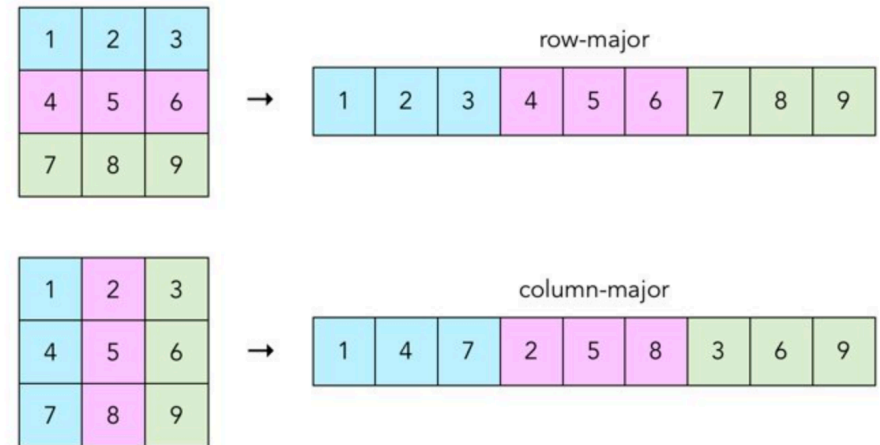 1 2 3
row-major
4 5 6 → 1 2 3 4 5 6 7 8 9
7 8 9
1 2 3
column-major
4 5 6 → 1 4 7 2 5 8 3 6 9
7 8 9